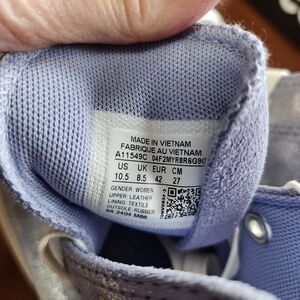 MADE IN VIETNAM
FABRIQUE AU VIETNAM
A11549C 04F2MYR8R6G9G
US UK EUR CM
10.5 8.5 42 27
GENDER: WOMEN
UPPER: LEATHER
LINING: TEXTILE
OUTSOLE: RUBBER